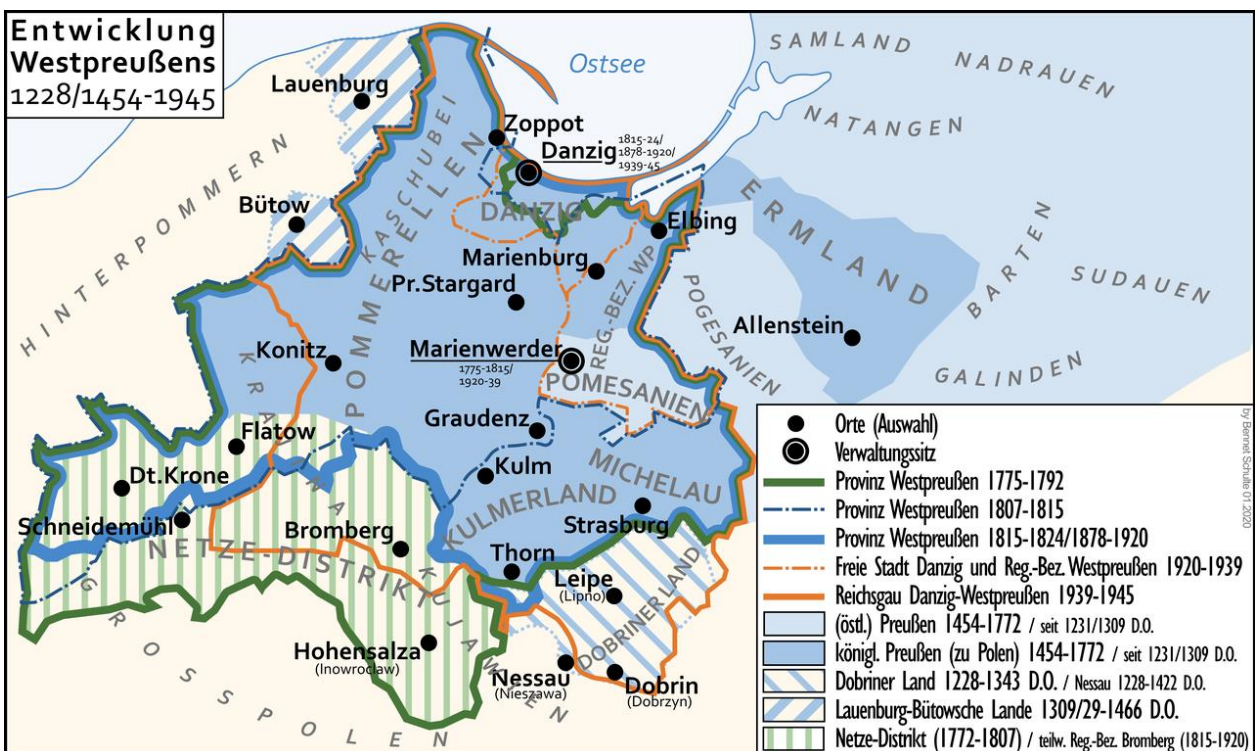 Entwicklung
Westpreußens
1228/1454-1945
Ostsee
SAMLAND
NADRAUEN
NATANGEN
Lauenburg
Zoppot
Danzig
1815-24/
1878-1920/
1939-45
KASCHUBEI
POMMERELLEN
HINTERPOMMERN
Bütow
DANZIG
Elbing
ERMLAND
BARTEN
SUDAUEN
Marienburg
Pr.Stargard
REG.-BEZ. WP
POGESANIEN
Allenstein
GALINDEN
Konitz
Marienwerder
1775-1815/
1920-39
POMESANIEN
KRAJNA
Graudenz
Flatow
Dt.Krone
Kulm
MICHELAU
KULMERLAND
Strasburg
Schneidemühl
Bromberg
NETZE-DISTRIKT
Thorn
Leipe
(Lipno)
DOBRINER LAND
KUJAWIEN
GROSSPOLEN
Hohensalza
(Inowrocław)
Nessau
(Nieszawa)
Dobrin
(Dobrzyn)
Orte (Auswahl)
Verwaltungssitz
Provinz Westpreußen 1775-1792
Provinz Westpreußen 1807-1815
Provinz Westpreußen 1815-1824/1878-1920
Freie Stadt Danzig und Reg.-Bez. Westpreußen 1920-1939
Reichsgau Danzig-Westpreußen 1939-1945
(östl.) Preußen 1454-1772 / seit 1231/1309 D.O.
königl. Preußen (zu Polen) 1454-1772 / seit 1231/1309 D.O.
Dobriner Land 1228-1343 D.O. / Nessau 1228-1422 D.O.
Lauenburg-Bütowsche Lande 1309/29-1466 D.O.
Netze-Distrikt (1772-1807) / teilw. Reg.-Bez. Bromberg (1815-1920)
by Bennet Schulte 01.2020